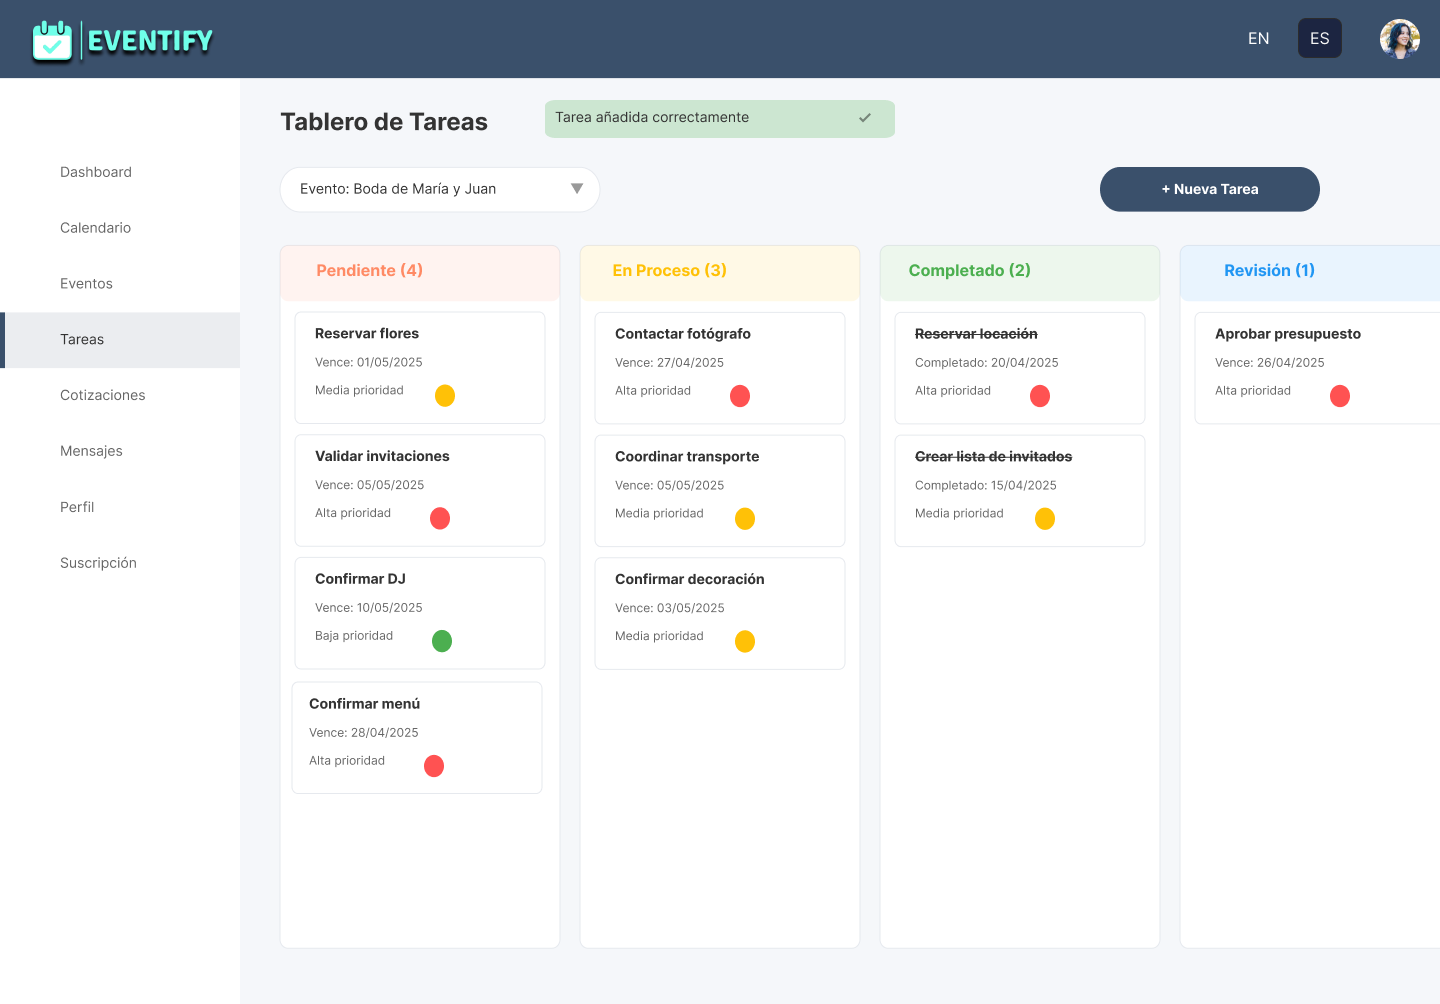 EVENTIFY
EN
ES
Dashboard
Calendario
Eventos
Tareas
Cotizaciones
Mensajes
Perfil
Suscripción
Tablero de Tareas
Tarea añadida correctamente
Evento: Boda de María y Juan
+ Nueva Tarea
Pendiente (4)
Reservar flores
Vence: 01/05/2025
Media prioridad
Validar invitaciones
Vence: 05/05/2025
Alta prioridad
Confirmar DJ
Vence: 10/05/2025
Baja prioridad
Confirmar menú
Vence: 28/04/2025
Alta prioridad
En Proceso (3)
Contactar fotógrafo
Vence: 27/04/2025
Alta prioridad
Coordinar transporte
Vence: 05/05/2025
Media prioridad
Confirmar decoración
Vence: 03/05/2025
Media prioridad
Completado (2)
Reservar locación
Completado: 20/04/2025
Alta prioridad
Crear lista de invitados
Completado: 15/04/2025
Media prioridad
Revisión (1)
Aprobar presupuesto
Vence: 26/04/2025
Alta prioridad